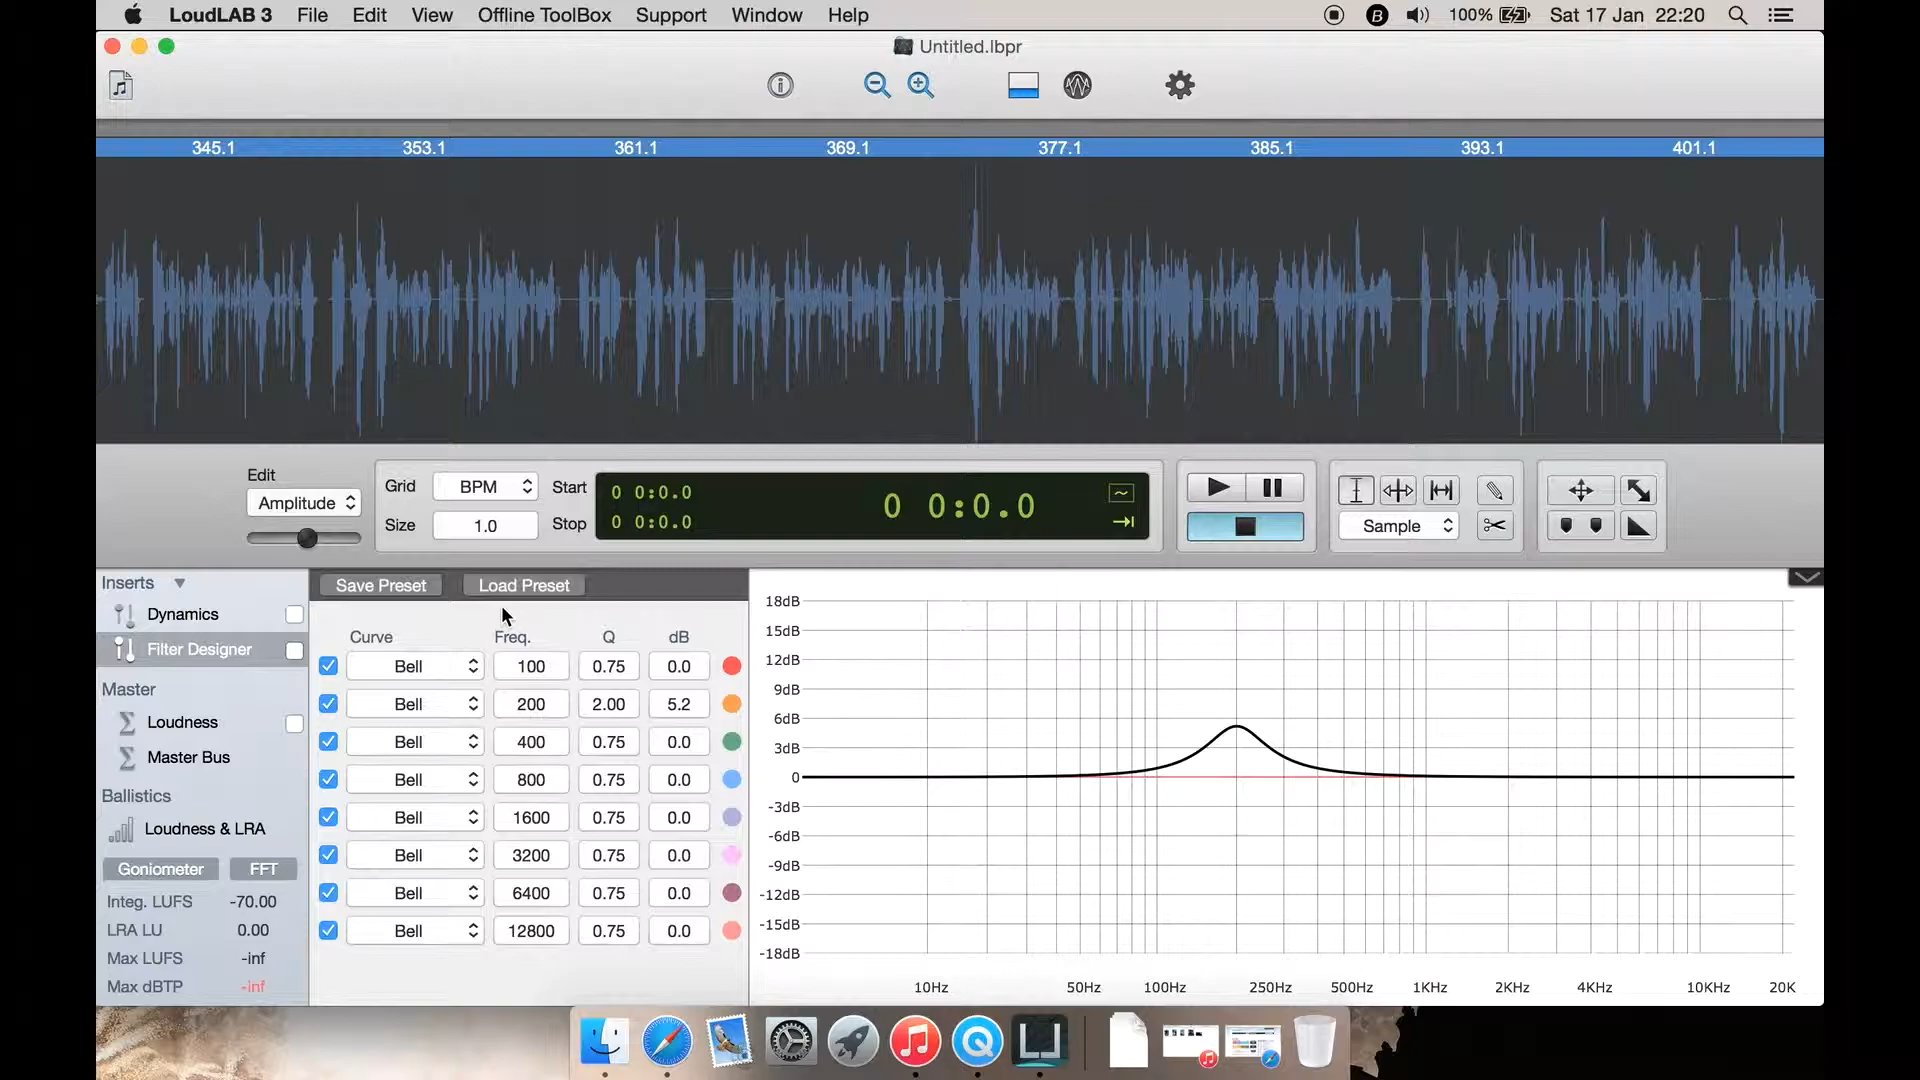 LoudLAB 3 File Edit View Offline ToolBox Support Window Help 100% Sat 17 Jan 22:20
Untitled.lbpr
345.1 353.1 361.1 369.1 377.1 385.1 393.1 401.1
Edit
Amplitude
Grid BPM Start 0 0:0.0
Size 1.0 Stop 0 0:0.0
0 0:0.0
Sample
Inserts
Dynamics
Filter Designer
Master
Loudness
Master Bus
Ballistics
Loudness & LRA
Goniometer FFT
Integ. LUFS -70.00
LRA LU 0.00
Max LUFS -inf
Max dBTP -inf
Save Preset Load Preset
Curve Freq. Q dB
Bell 100 0.75 0.0
Bell 200 2.00 5.2
Bell 400 0.75 0.0
Bell 800 0.75 0.0
Bell 1600 0.75 0.0
Bell 3200 0.75 0.0
Bell 6400 0.75 0.0
Bell 12800 0.75 0.0
18dB
15dB
12dB
9dB
6dB
3dB
0
-3dB
-6dB
-9dB
-12dB
-15dB
-18dB
10Hz 50Hz 100Hz 250Hz 500Hz 1KHz 2KHz 4KHz 10KHz 20K